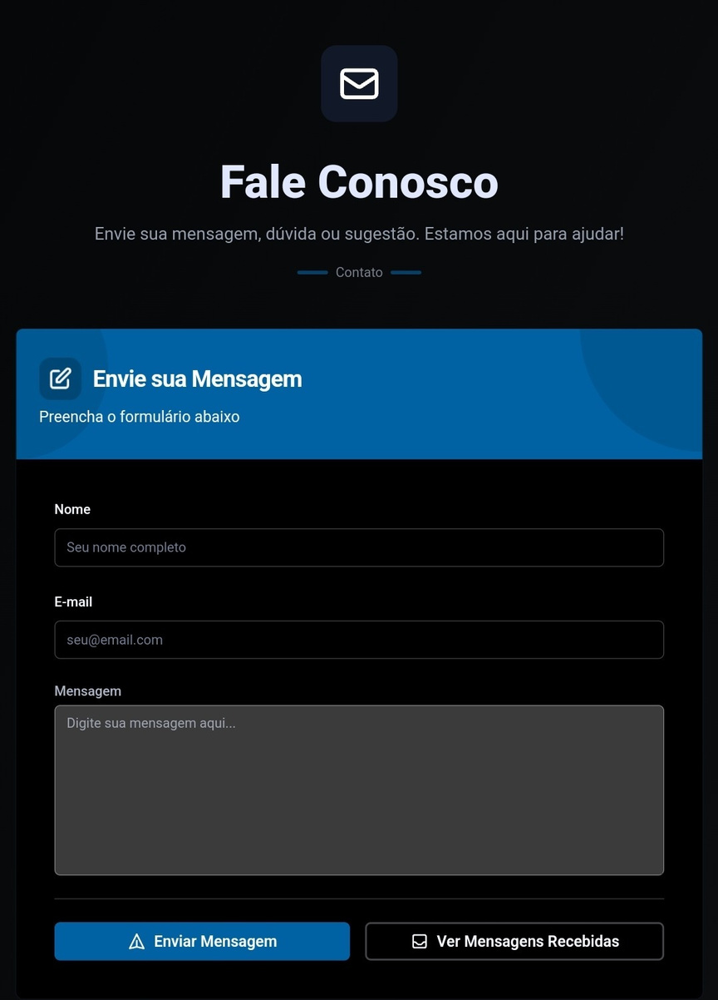 Fale Conosco
Envie sua mensagem, dúvida ou sugestão. Estamos aqui para ajudar!
Contato
Envie sua Mensagem
Preencha o formulário abaixo
Nome
Seu nome completo
E-mail
seu@email.com
Mensagem
Digite sua mensagem aqui...
Enviar Mensagem
Ver Mensagens Recebidas